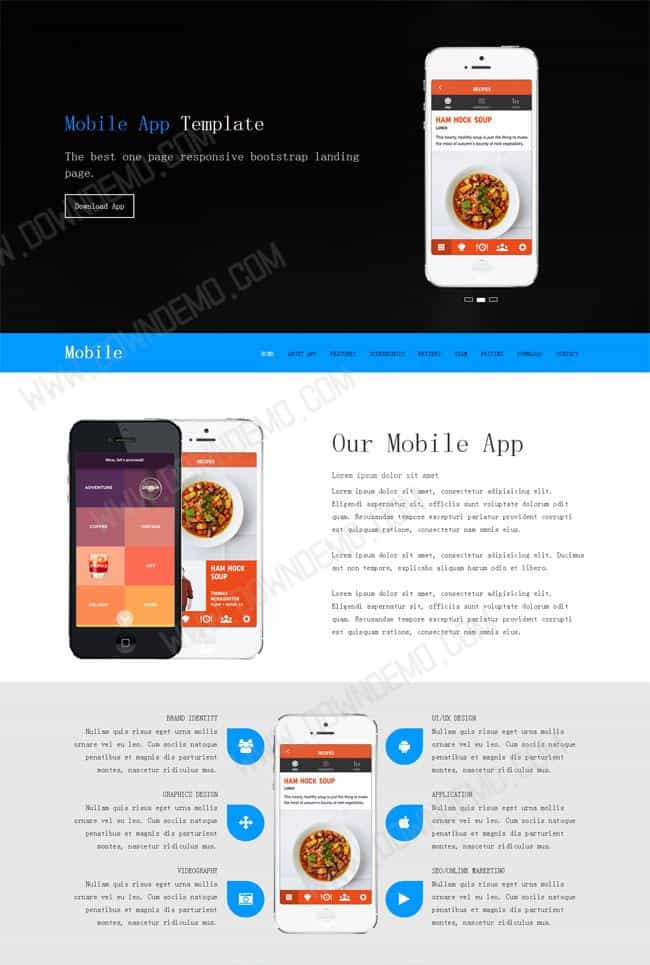 Mobile App Template
The best one page responsive bootstrap landing
page.
Download App
RECIPES
HAM HOCK SOUP
LUNCH
This hearty, healthy soup is just the thing to make
the most of autumn's bounty of root vegetables.
WWW.DOWNDEMO.COM
Mobile
HOME ABOUT APP FEATURES SCREENSHOTS REVIEWS TEAM PRICING DOWNLOAD CONTACT
WWW.DOWNDEMO.COM
Nice, let's proceed!
ADVENTURE
DESIGN
COFFEE
VINTAGE
ART
RECIPES
HAM HOCK
SOUP
WWW.DOWNDEMO.COM
Our Mobile App
Lorem ipsum dolor sit amet
Lorem ipsum dolor sit amet, consectetur adipisicing elit.
Eligendi aspernatur sit, officiis sunt voluptate dolorum odit
quam. Recusandae tempore excepturi pariatur provident corrupti
est quisquam ratione, consectetur nam omnis eius.
Lorem ipsum dolor sit amet, consectetur adipisicing elit. Ducimus
aut non tempore, explicabo aliquam harum odio et libero.
Lorem ipsum dolor sit amet, consectetur adipisicing elit.
Eligendi aspernatur sit, officiis sunt voluptate dolorum odit
quam. Recusandae tempore excepturi pariatur provident corrupti
est quisquam ratione, consectetur nam omnis eius.
WWW.DOWNDEMO.COM
BRAND IDENTITY
Nullam quis risus eget urna mollis
ornare vel eu leo. Cum sociis natoque
penatibus et magnis dis parturient
montes, nascetur ridiculus mus.
GRAPHICS DESIGN
Nullam quis risus eget urna mollis
ornare vel eu leo. Cum sociis natoque
penatibus et magnis dis parturient
montes, nascetur ridiculus mus.
VIDEOGRAPHY
Nullam quis risus eget urna mollis
ornare vel eu leo. Cum sociis natoque
penatibus et magnis dis parturient
montes, nascetur ridiculus mus.
RECIPES
HAM HOCK SOUP
LUNCH
This hearty, healthy soup is just the thing to make
the most of autumn's bounty of root vegetables.
UI/UX DESIGN
Nullam quis risus eget urna mollis
ornare vel eu leo. Cum sociis natoque
penatibus et magnis dis parturient
montes, nascetur ridiculus mus.
APPLICATION
Nullam quis risus eget urna mollis
ornare vel eu leo. Cum sociis natoque
penatibus et magnis dis parturient
montes, nascetur ridiculus mus.
SEO/ONLINE MARKETING
Nullam quis risus eget urna mollis
ornare vel eu leo. Cum sociis natoque
penatibus et magnis dis parturient
montes, nascetur ridiculus mus.
WWW.DOWNDEMO.COM